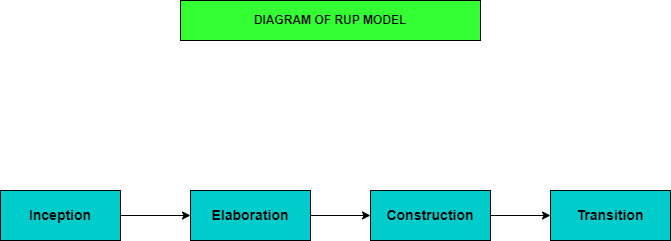 DIAGRAM OF RUP MODEL
Inception
Elaboration
Construction
Transition